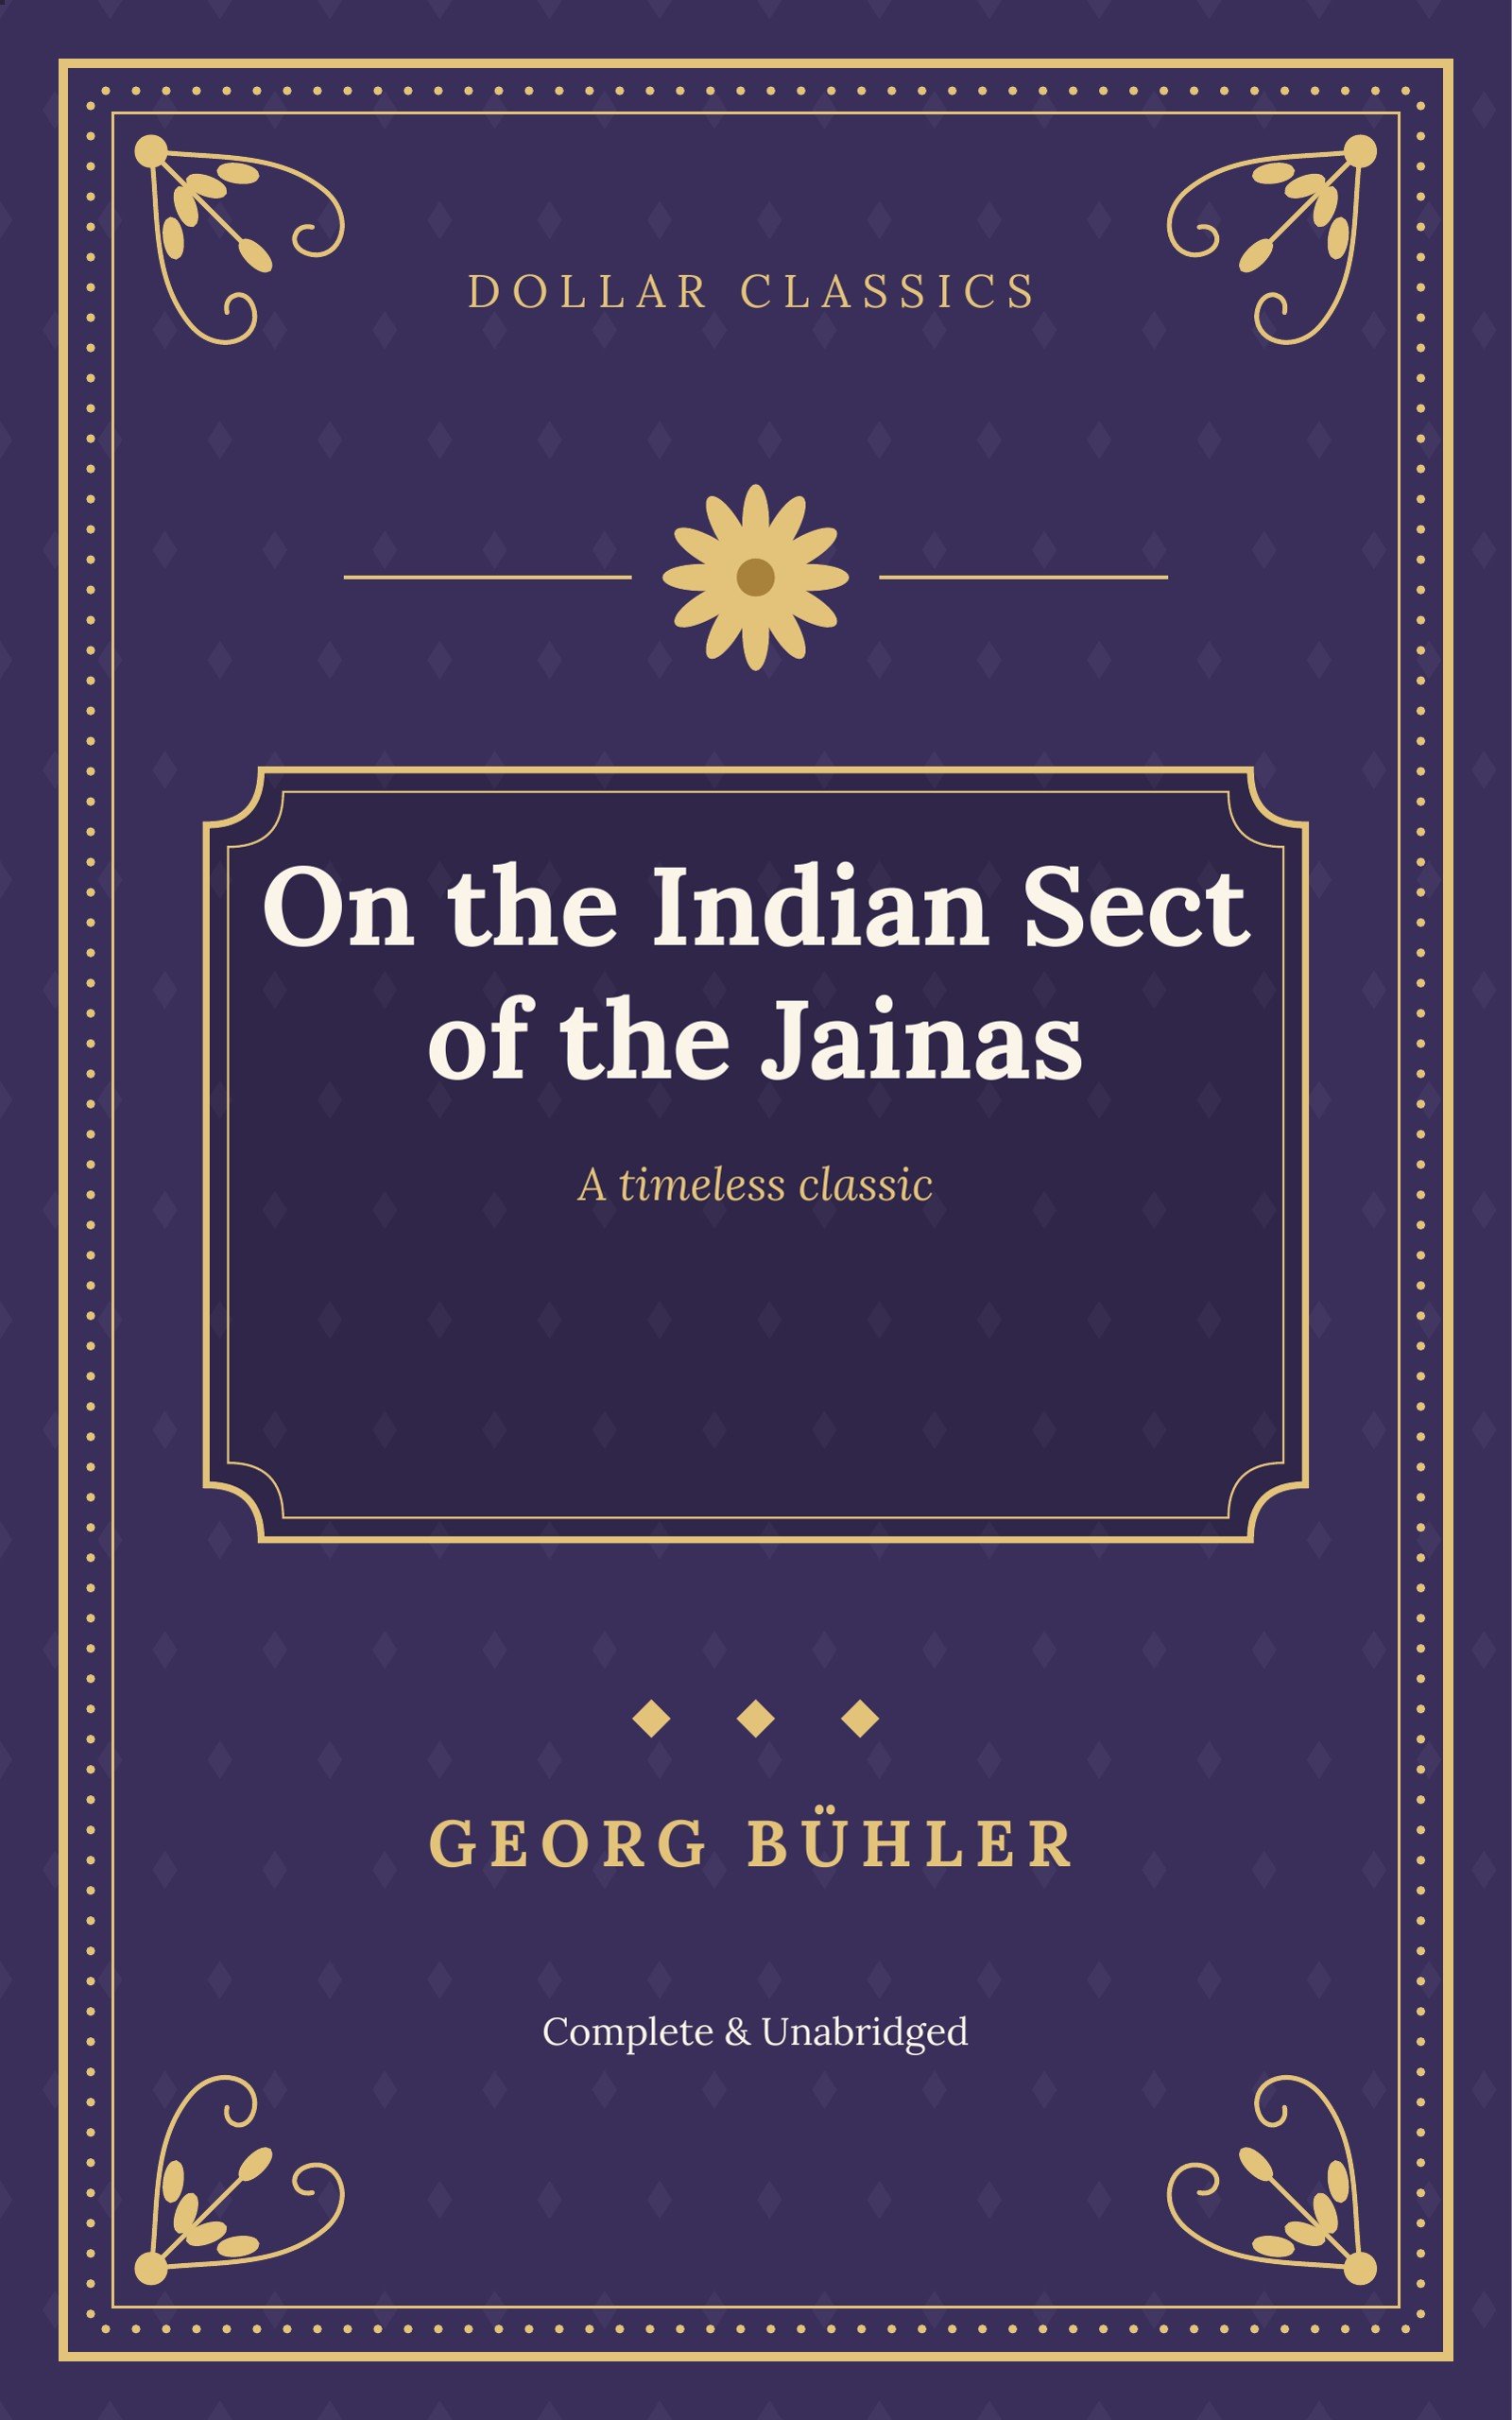 DOLLAR CLASSICS
On the Indian Sect
of the Jainas
A timeless classic
GEORG BÜHLER
Complete & Unabridged